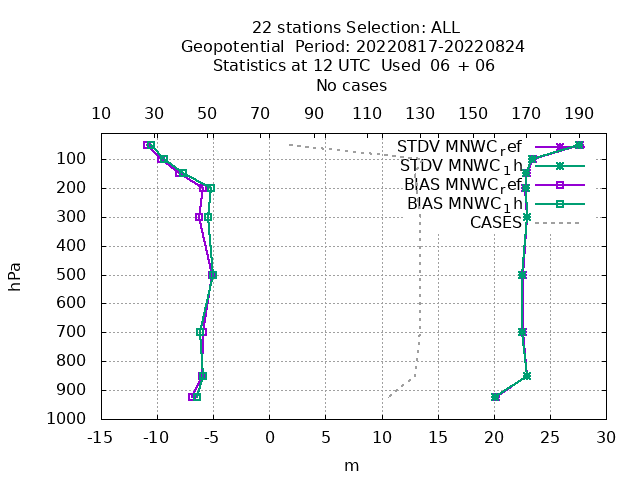 22 stations Selection: ALL
Geopotential  Period: 20220817-20220824
Statistics at 12 UTC  Used  06 + 06
No cases
10 30 50 70 90 110 130 150 170 190
STDV MNWC_ref
STDV MNWC_1h
BIAS MNWC_ref
BIAS MNWC_1h
CASES
hPa
100
200
300
400
500
600
700
800
900
1000
-15 -10 -5 0 5 10 15 20 25 30
m